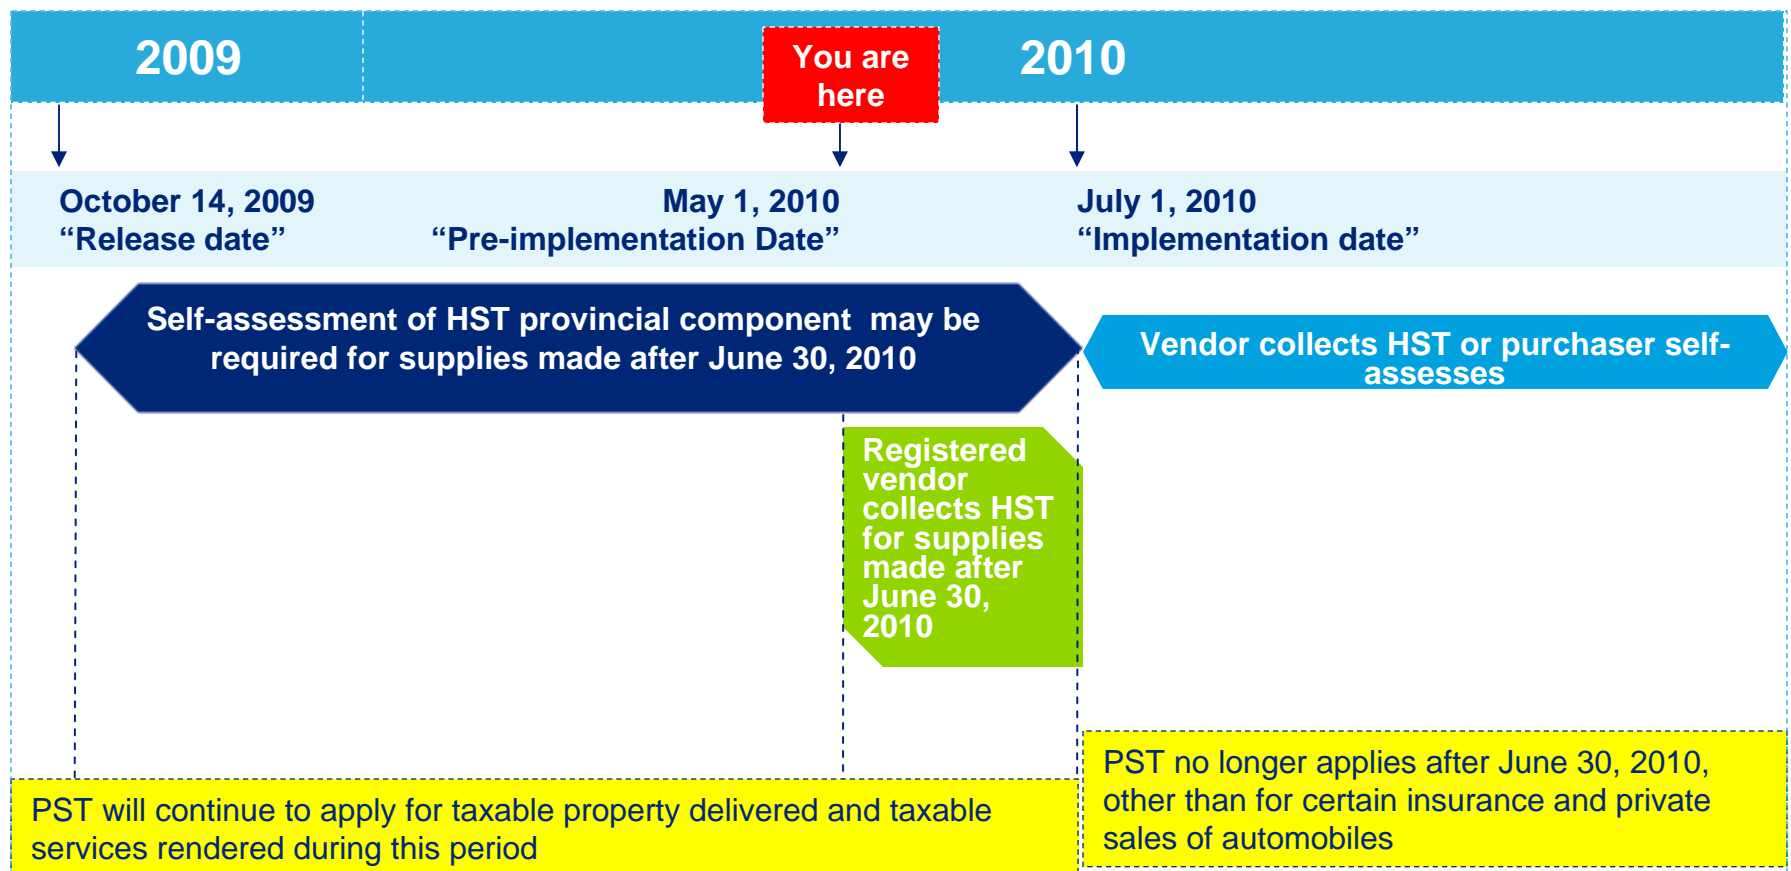 2009
You are
here
2010
October 14, 2009
“Release date”
May 1, 2010
“Pre-implementation Date”
July 1, 2010
“Implementation date”
Self-assessment of HST provincial component may be
required for supplies made after June 30, 2010
Vendor collects HST or purchaser self-
assesses
Registered
vendor
collects HST
for supplies
made after
June 30,
2010
PST will continue to apply for taxable property delivered and taxable
services rendered during this period
PST no longer applies after June 30, 2010,
other than for certain insurance and private
sales of automobiles